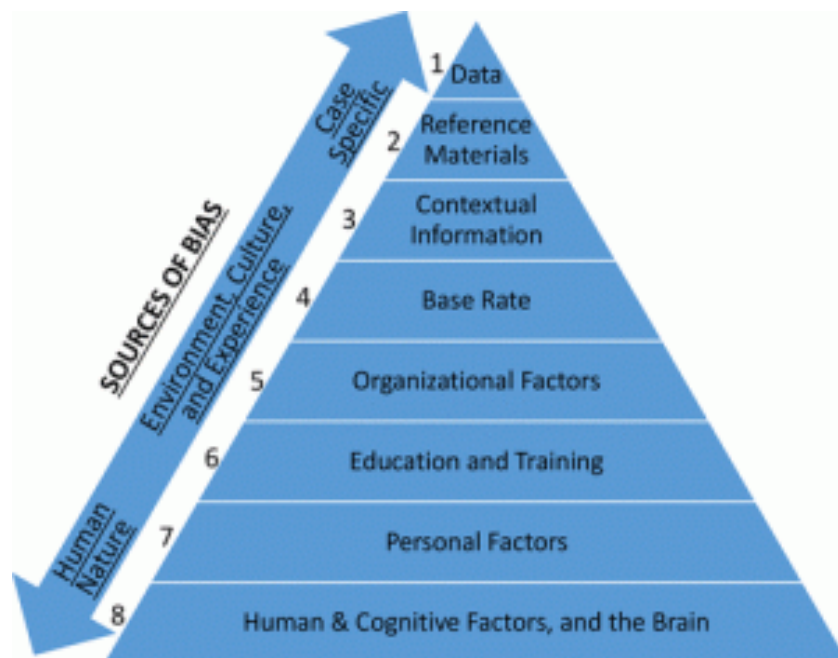 SOURCES OF BIAS
Case
Specific
Environment, Culture,
and Experience
Human
Nature
1
Data
2
Reference
Materials
3
Contextual
Information
4
Base Rate
5
Organizational Factors
6
Education and Training
7
Personal Factors
8
Human & Cognitive Factors, and the Brain